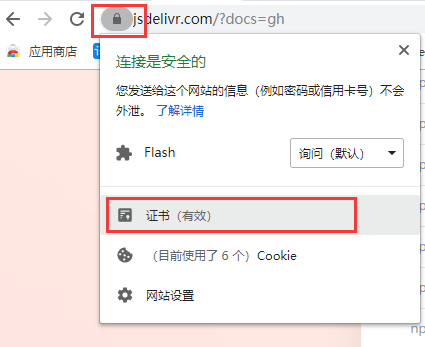 jsdelivr.com/?docs=gh
应用商店
连接是安全的
您发送给这个网站的信息（例如密码或信用卡号）不会
外泄。 了解详情
Flash
询问（默认）
证书（有效）
（目前使用了 6 个）Cookie
网站设置
np